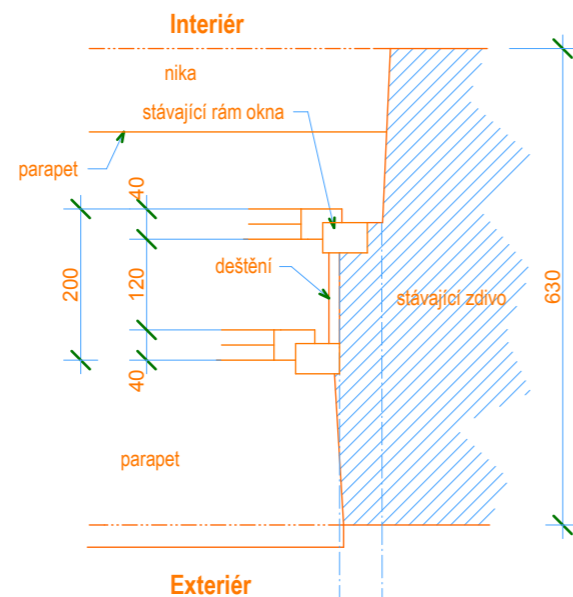 Interiér
nika
stávající rám okna
parapet
40
200
120
deštění
stávající zdivo
630
40
parapet
Exteriér